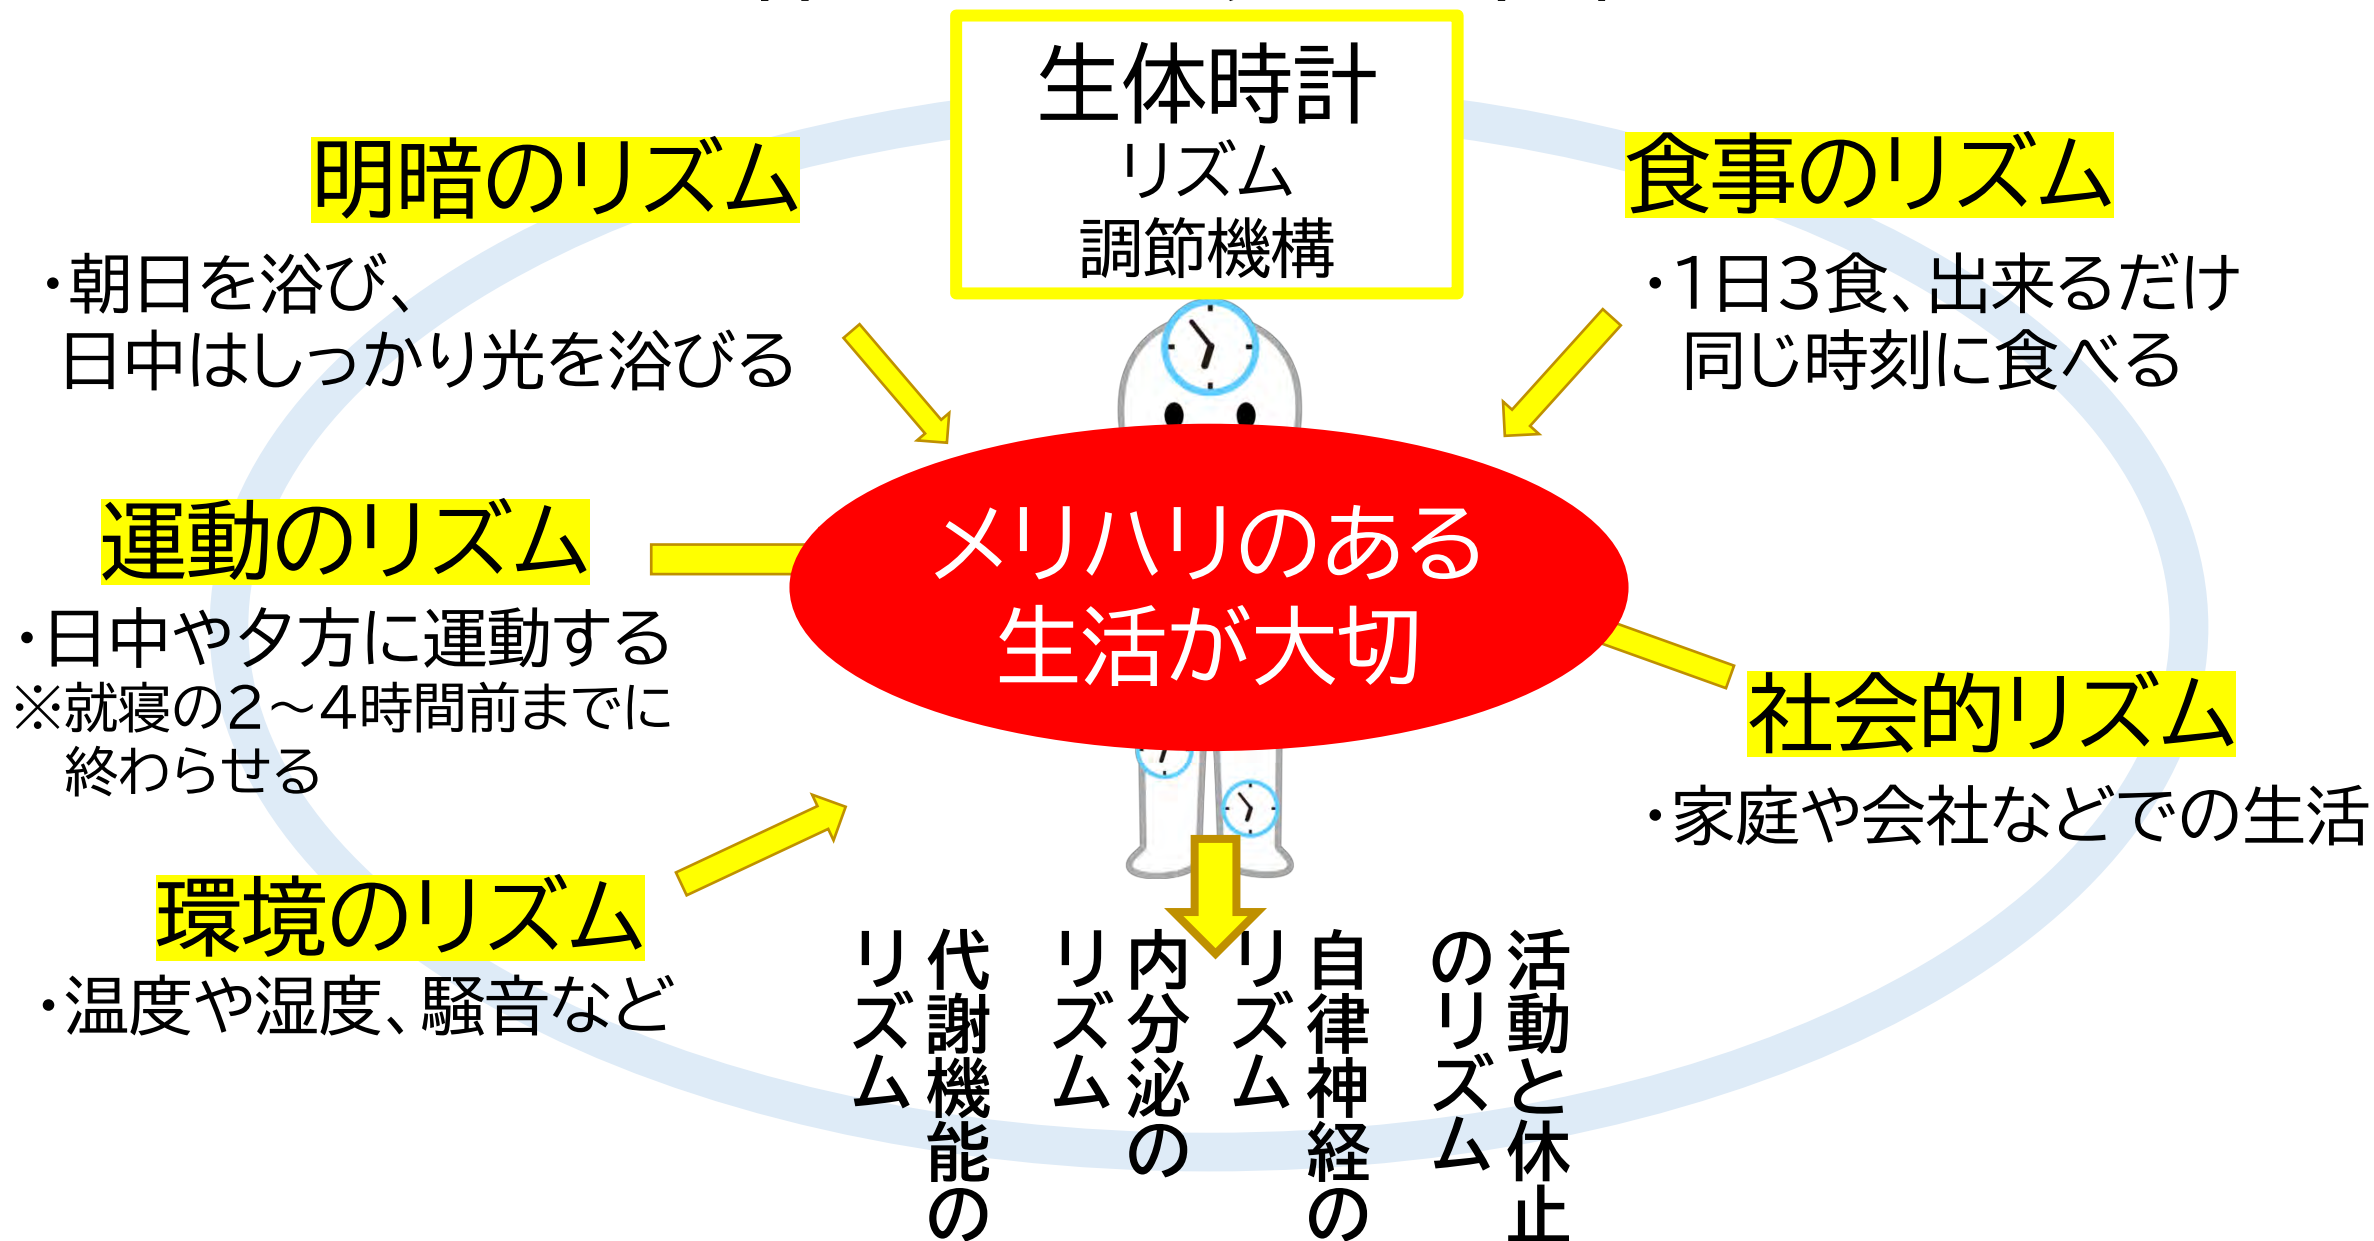 生体時計
リズム
調節機構
明暗のリズム
・朝日を浴び、
日中はしっかり光を浴びる
食事のリズム
・1日3食、出来るだけ
同じ時刻に食べる
メリハリのある
生活が大切
運動のリズム
・日中や夕方に運動する
※就寝の2～4時間前までに
終わらせる
社会的リズム
・家庭や会社などでの生活
環境のリズム
・温度や湿度、騒音など
活動と休止
のリズム
自律神経の
リズム
内分泌の
リズム
代謝機能の
リズム